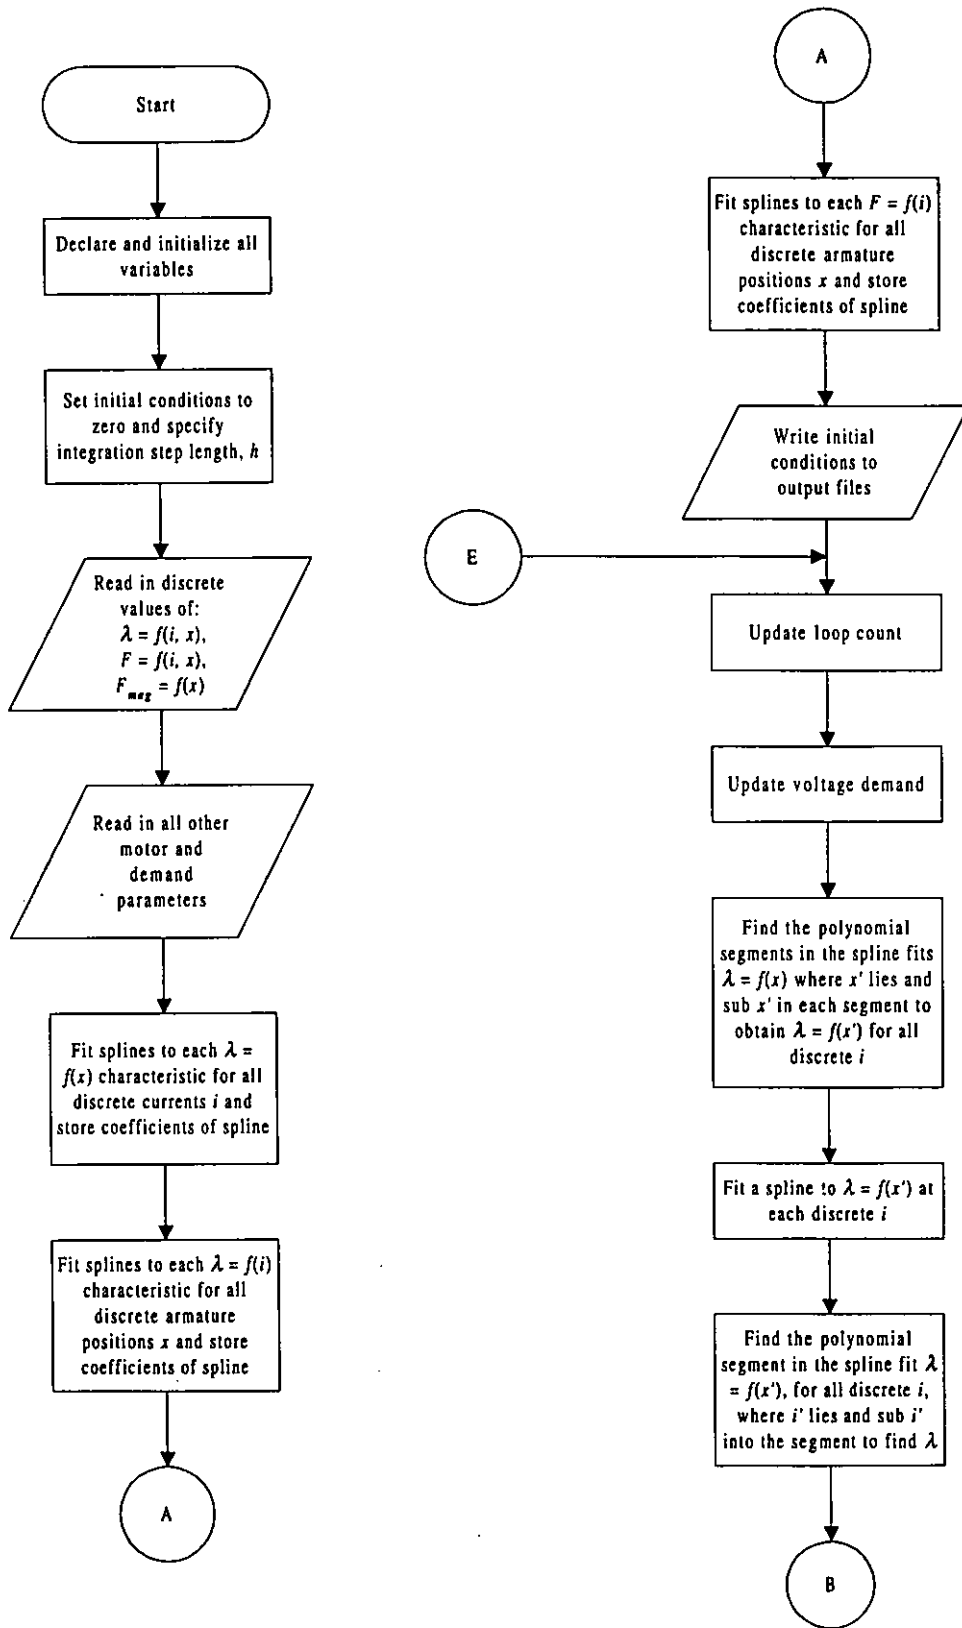 Start
Declare and initialize all
variables
Set initial conditions to
zero and specify
integration step length, h
Read in discrete
values of:
λ = f(i, x),
F = f(i, x),
F_mag = f(x)
Read in all other
motor and
demand
parameters
Fit splines to each λ =
f(x) characteristic for all
discrete currents i and
store coefficients of spline
Fit splines to each λ = f(i)
characteristic for all
discrete armature
positions x and store
coefficients of spline
A
A
Fit splines to each F = f(i)
characteristic for all
discrete armature
positions x and store
coefficients of spline
Write initial
conditions to
output files
E
Update loop count
Update voltage demand
Find the polynomial
segments in the spline fits
λ = f(x) where x' lies and
sub x' in each segment to
obtain λ = f(x') for all
discrete i
Fit a spline to λ = f(x') at
each discrete i
Find the polynomial
segment in the spline fit λ
= f(x'), for all discrete i,
where i' lies and sub i'
into the segment to find λ
B